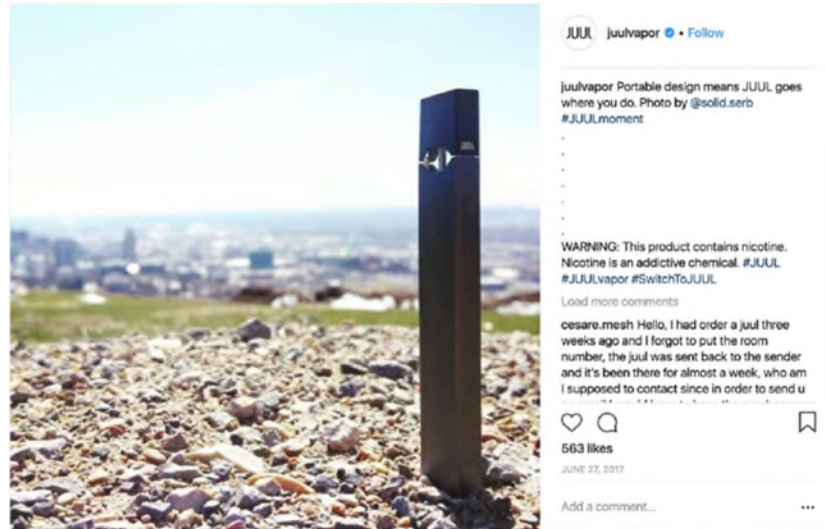 JUUL
juulvapor • Follow
juulvapor Portable design means JUUL goes
where you do. Photo by @solid.serb
#JUULmoment
.
.
.
.
.
.
.
WARNING: This product contains nicotine.
Nicotine is an addictive chemical. #JUUL
#JUULvapor #SwitchToJUUL
Load more comments
cesare.mesh Hello, I had order a juul three
weeks ago and I forgot to put the room
number, the juul was sent back to the sender
and it's been there for almost a week, who am
I supposed to contact since in order to send u
563 likes
JUNE 27, 2017
Add a comment...